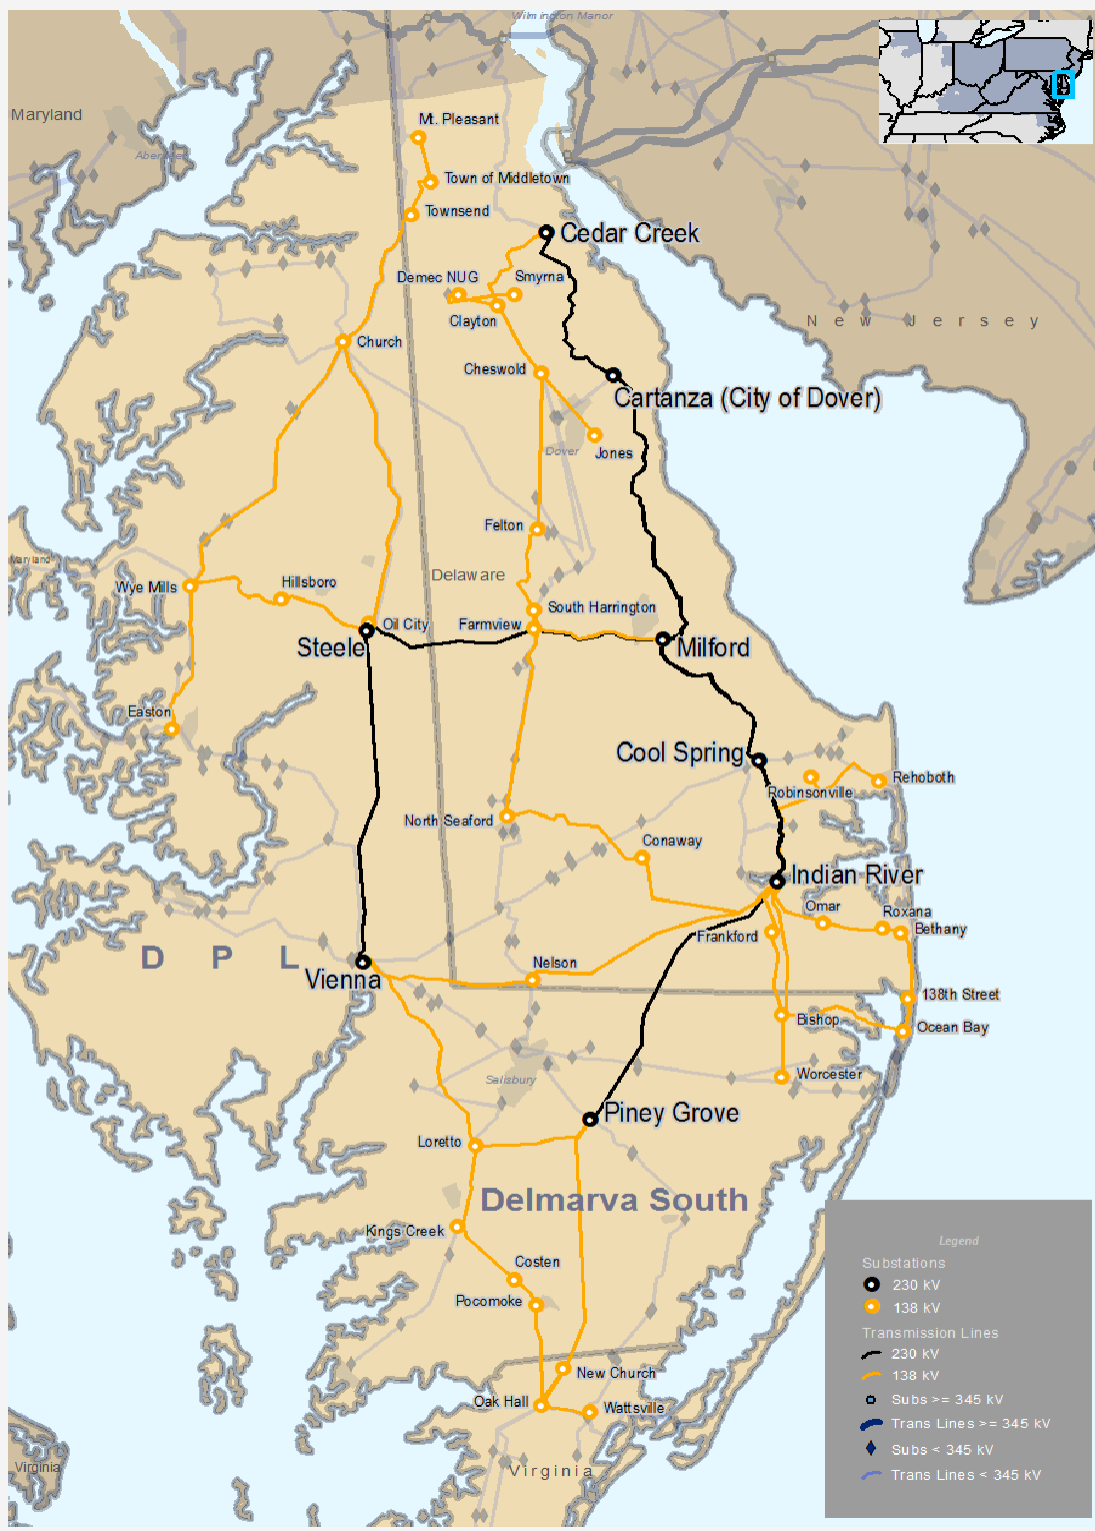 Wilmington Manor
Maryland
Mt. Pleasant
Town of Middletown
Townsend
Cedar Creek
Demec NUG
Smyrna
Clayton
New Jersey
Church
Cheswold
Cartanza (City of Dover)
Dover
Jones
Felton
Maryland
Delaware
Wye Mills
Hillsboro
South Harrington
Oil City
Farmview
Steele
Milford
Easton
Cool Spring
Rehoboth
Robinsonville
North Seaford
Conaway
Indian River
Omar
Roxana
Bethany
Frankford
DPL
Nelson
Vienna
138th Street
Bishop
Ocean Bay
Salisbury
Worcester
Piney Grove
Loretto
Delmarva South
Kings Creek
Costen
Pocomoke
New Church
Oak Hall
Wattsville
Virginia
Virginia
Legend
Substations
230 kV
138 kV
Transmission Lines
230 kV
138 kV
Subs >= 345 kV
Trans Lines >= 345 kV
Subs < 345 kV
Trans Lines < 345 kV